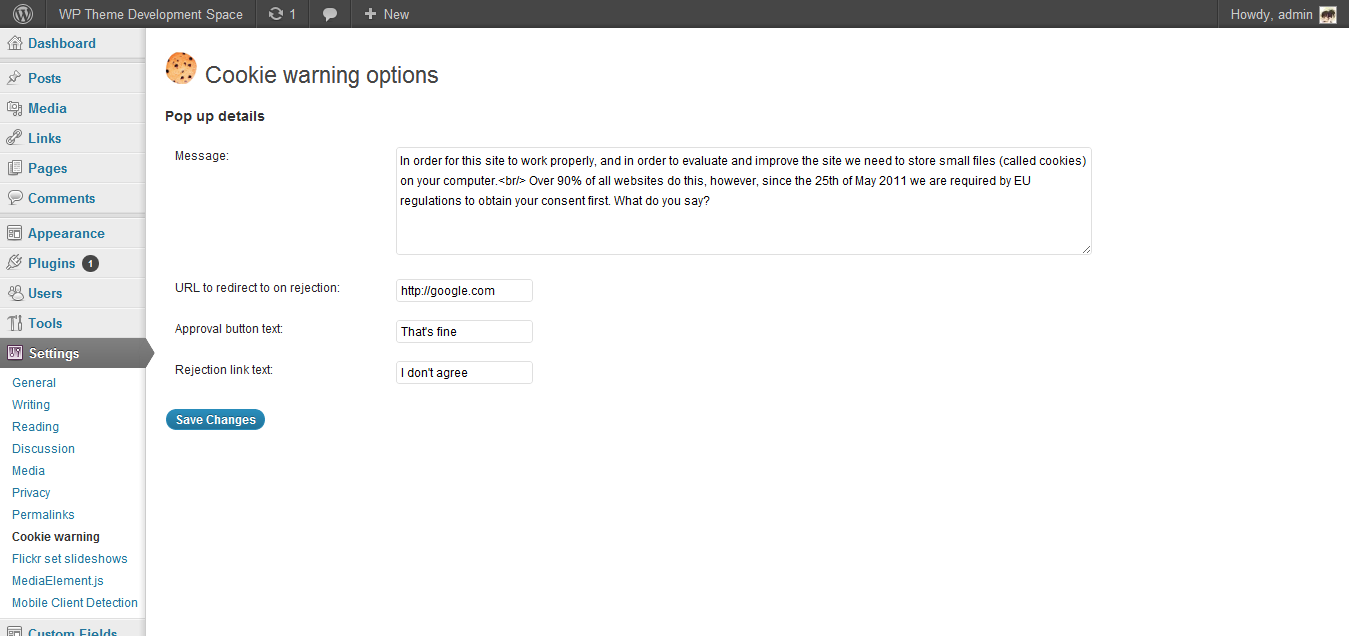 WP Theme Development Space 1 New Howdy, admin
Dashboard
Posts
Media
Links
Pages
Comments
Appearance
Plugins 1
Users
Tools
Settings
General
Writing
Reading
Discussion
Media
Privacy
Permalinks
Cookie warning
Flickr set slideshows
MediaElement.js
Mobile Client Detection
Custom Fields
Cookie warning options
Pop up details
Message:
In order for this site to work properly, and in order to evaluate and improve the site we need to store small files (called cookies)
on your computer.<br/> Over 90% of all websites do this, however, since the 25th of May 2011 we are required by EU
regulations to obtain your consent first. What do you say?
URL to redirect to on rejection: http://google.com
Approval button text: That's fine
Rejection link text: I don't agree
Save Changes